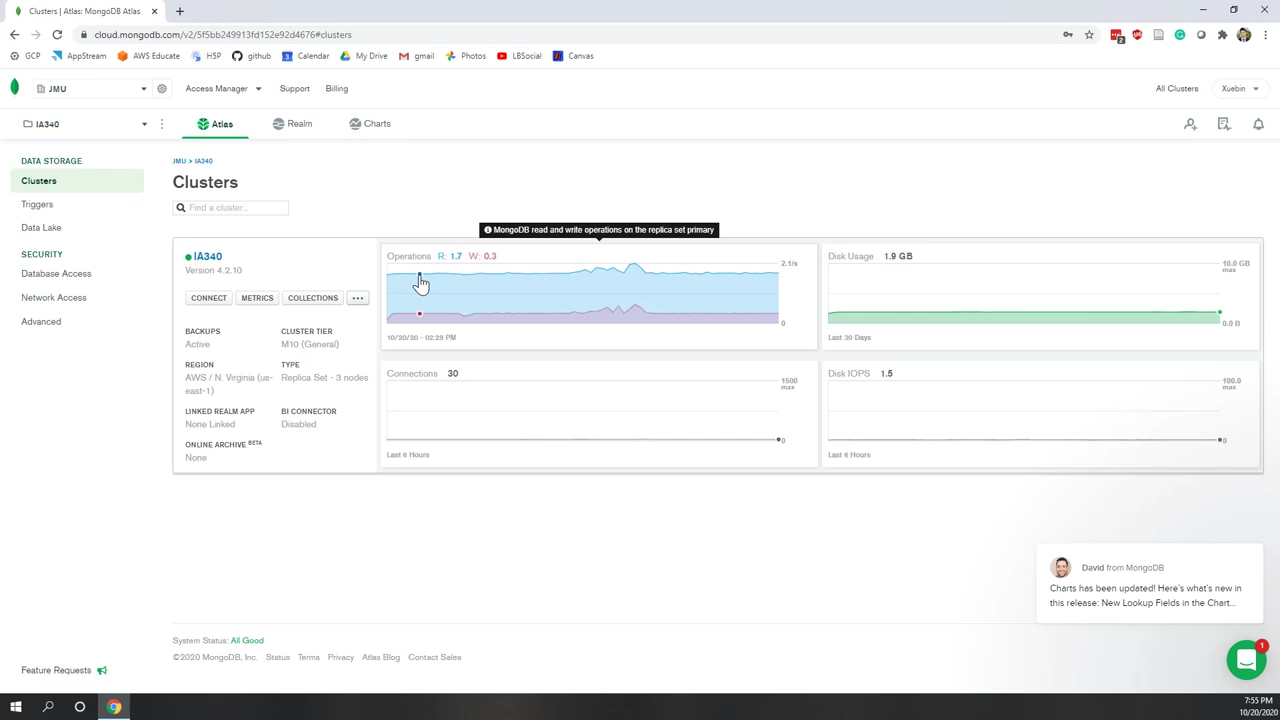 Clusters | Atlas: MongoDB Atlas
cloud.mongodb.com/v2/5f5bb249913fd152e92d4676#clusters
2
GCP AppStream AWS Educate H5P github Calendar My Drive gmail Photos LBSocial Canvas
JMU Access Manager Support Billing All Clusters Xuebin
IA340 Atlas Realm Charts
DATA STORAGE
Clusters
Triggers
Data Lake
SECURITY
Database Access
Network Access
Advanced
Feature Requests
JMU > IA340
Clusters
Find a cluster...
MongoDB read and write operations on the replica set primary
IA340
Version 4.2.10
CONNECT METRICS COLLECTIONS ...
BACKUPS
Active
CLUSTER TIER
M10 (General)
REGION
AWS / N. Virginia (us-
east-1)
TYPE
Replica Set - 3 nodes
LINKED REALM APP
None Linked
BI CONNECTOR
Disabled
ONLINE ARCHIVE BETA
None
Operations R: 1.7 W: 0.3
2.1/s
0
10/20/20 - 02:29 PM
Disk Usage 1.9 GB
10.0 GB
max
0.0 B
Last 30 Days
Connections 30
1500
max
0
Last 6 Hours
Disk IOPS 1.5
100.0
max
0
Last 6 Hours
David from MongoDB
Charts has been updated! Here's what's new in
this release: New Lookup Fields in the Chart...
1
System Status: All Good
©2020 MongoDB, Inc. Status Terms Privacy Atlas Blog Contact Sales
7:55 PM
10/20/2020